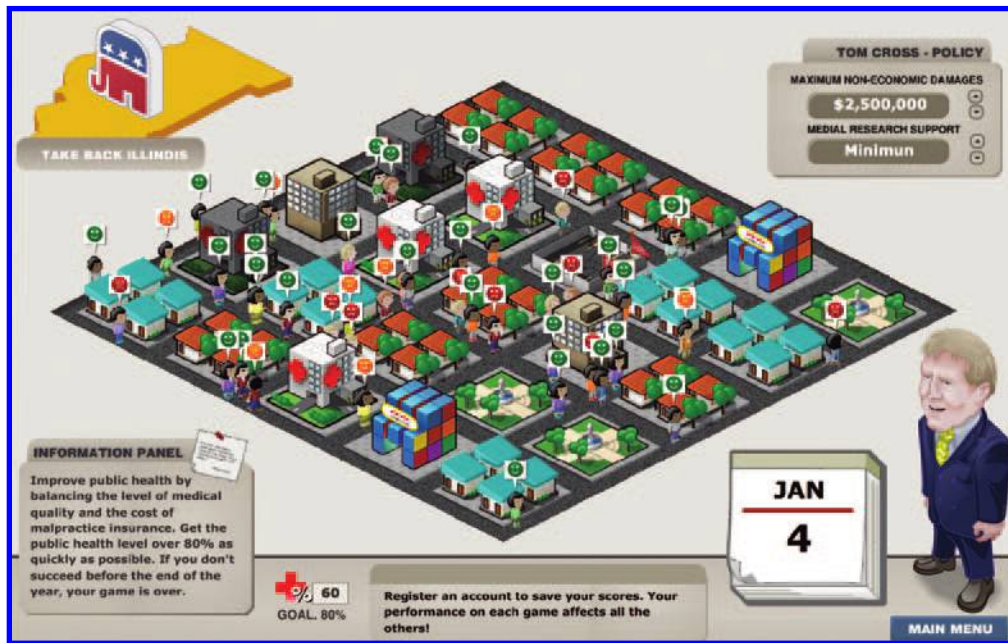 TAKE BACK ILLINOIS
TOM CROSS - POLICY
MAXIMUM NON-ECONOMIC DAMAGES
$2,500,000
MEDIAL RESEARCH SUPPORT
Minimun
INFORMATION PANEL
Improve public health by
balancing the level of medical
quality and the cost of
malpractice insurance. Get the
public health level over 80% as
quickly as possible. If you don't
succeed before the end of the
year, your game is over.
% 60
GOAL. 80%
Register an account to save your scores. Your
performance on each game affects all the
others!
JAN
4
MAIN MENU